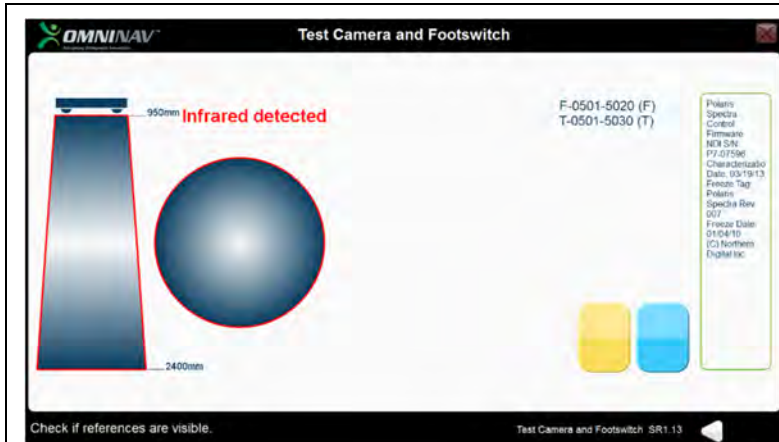 OMNINAV™
Test Camera and Footswitch
950mm
Infrared detected
F-0501-5020 (F)
T-0501-5030 (T)
Polaris
Spectra
Control
Firmware
NDI S/N:
P7-07596
Characterizatio
Date: 03/19/13
Freeze Tag:
Polaris
Spectra Rev
007
Freeze Date:
01/04/10
(C) Northern
Digital Inc.
2400mm
Check if references are visible.
Test Camera and Footswitch SR1.13